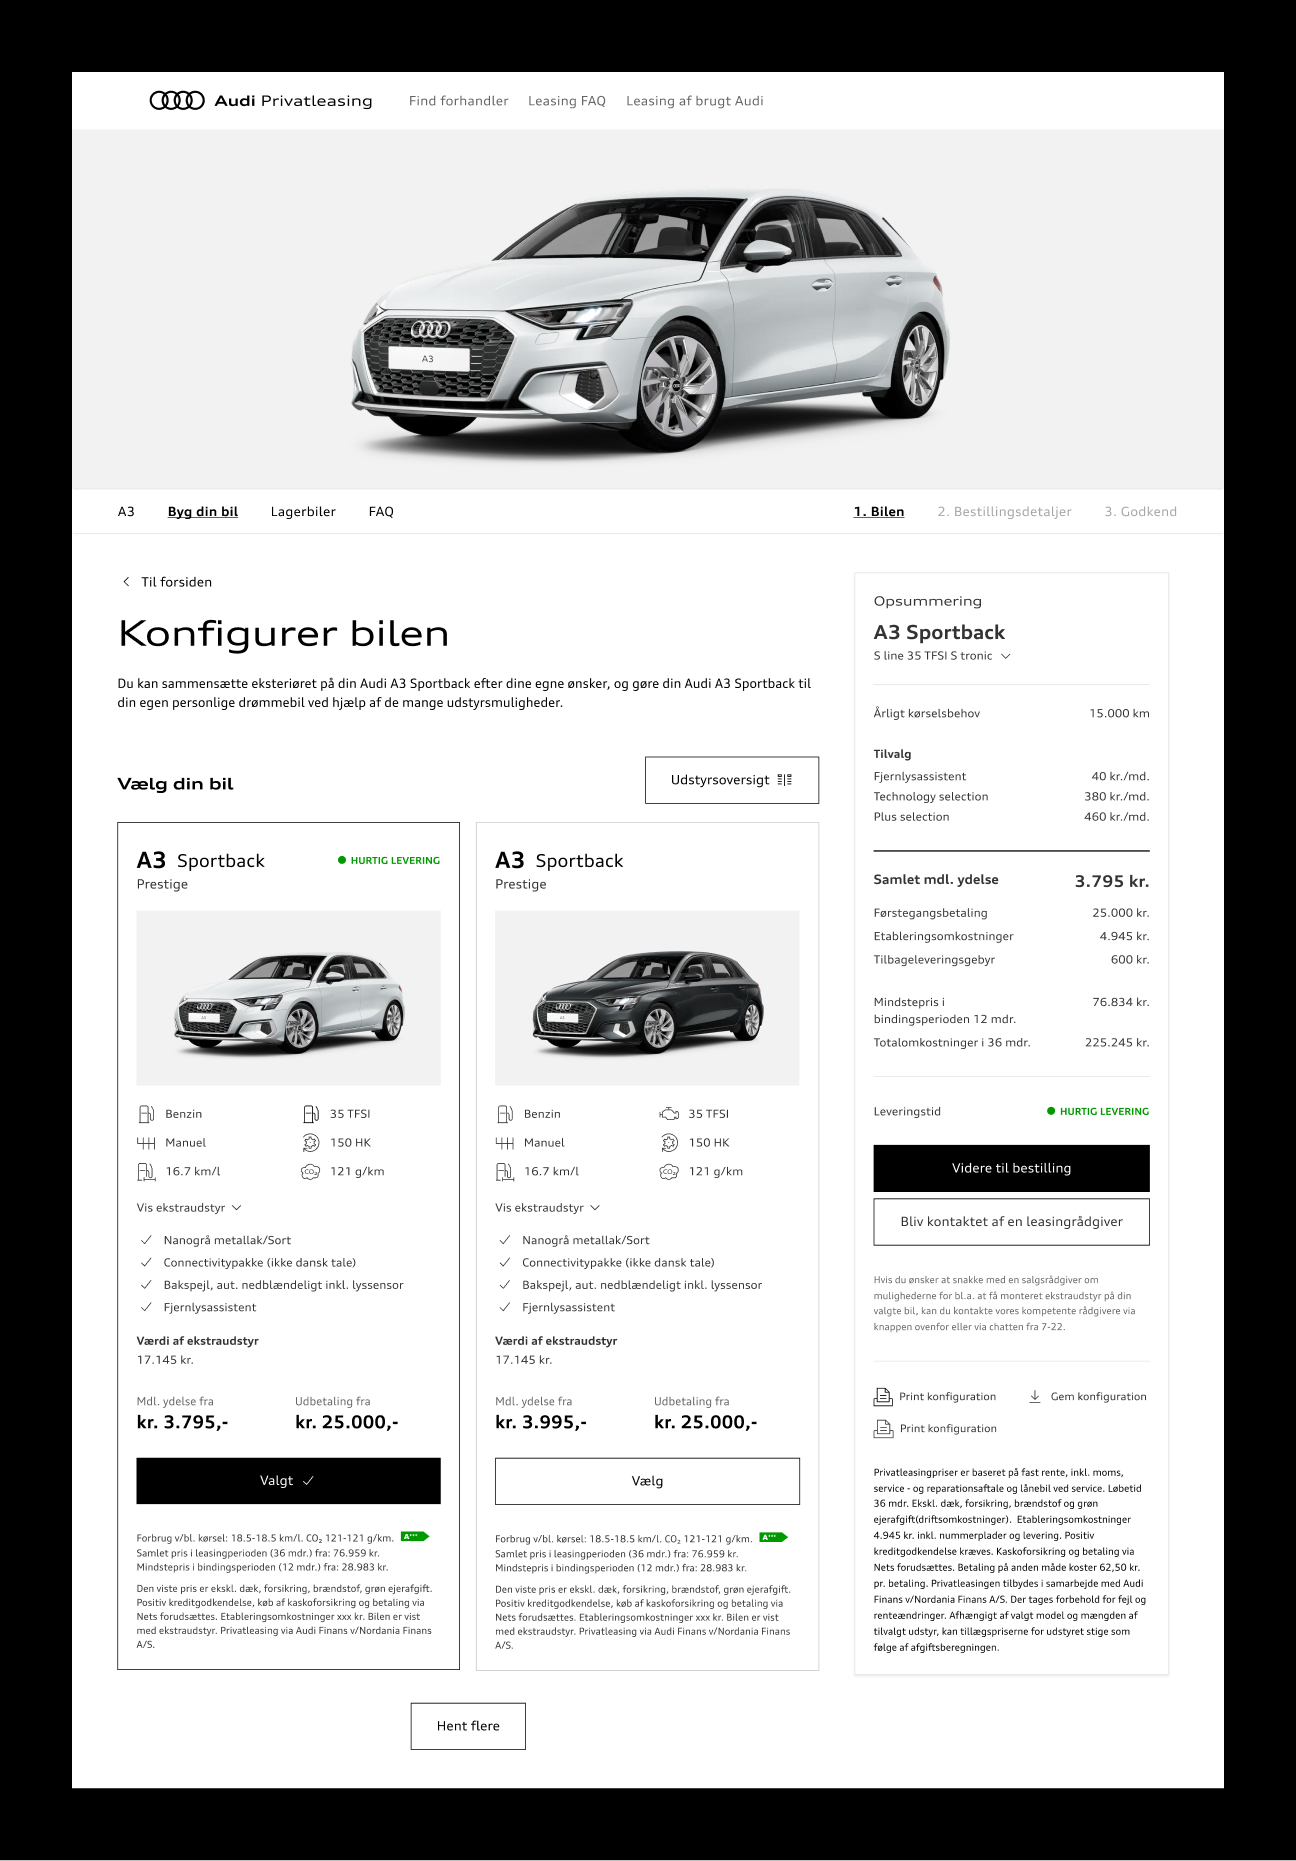 Audi Privatleasing
Find forhandler
Leasing FAQ
Leasing af brugt Audi
A3
A3
Byg din bil
Lagerbiler
FAQ
1. Bilen
2. Bestillingsdetaljer
3. Godkend
Til forsiden
Konfigurer bilen
Du kan sammensætte eksteriøret på din Audi A3 Sportback efter dine egne ønsker, og gøre din Audi A3 Sportback til
din egen personlige drømmebil ved hjælp af de mange udstyrsmuligheder.
Vælg din bil
Udstyrsoversigt
A3 Sportback
HURTIG LEVERING
Prestige
Benzin
35 TFSI
Manuel
150 HK
16.7 km/l
121 g/km
Vis ekstraudstyr
Nanogrå metallak/Sort
Connectivitypakke (ikke dansk tale)
Bakspejl, aut. nedblændeligt inkl. lyssensor
Fjernlysassistent
Værdi af ekstraudstyr
17.145 kr.
Mdl. ydelse fra
Udbetaling fra
kr. 3.795,-
kr. 25.000,-
Valgt
Forbrug v/bl. kørsel: 18.5-18.5 km/l. CO₂ 121-121 g/km. A+++
Samlet pris i leasingperioden (36 mdr.) fra: 76.959 kr.
Mindstepris i bindingsperioden (12 mdr.) fra: 28.983 kr.
Den viste pris er ekskl. dæk, forsikring, brændstof, grøn ejerafgift.
Positiv kreditgodkendelse, køb af kaskoforsikring og betaling via
Nets forudsættes. Etableringsomkostninger xxx kr. Bilen er vist
med ekstraudstyr. Privatleasing via Audi Finans v/Nordania Finans
A/S.
A3 Sportback
Prestige
Benzin
35 TFSI
Manuel
150 HK
16.7 km/l
121 g/km
Vis ekstraudstyr
Nanogrå metallak/Sort
Connectivitypakke (ikke dansk tale)
Bakspejl, aut. nedblændeligt inkl. lyssensor
Fjernlysassistent
Værdi af ekstraudstyr
17.145 kr.
Mdl. ydelse fra
Udbetaling fra
kr. 3.995,-
kr. 25.000,-
Vælg
Forbrug v/bl. kørsel: 18.5-18.5 km/l. CO₂ 121-121 g/km. A+++
Samlet pris i leasingperioden (36 mdr.) fra: 76.959 kr.
Mindstepris i bindingsperioden (12 mdr.) fra: 28.983 kr.
Den viste pris er ekskl. dæk, forsikring, brændstof, grøn ejerafgift.
Positiv kreditgodkendelse, køb af kaskoforsikring og betaling via
Nets forudsættes. Etableringsomkostninger xxx kr. Bilen er vist
med ekstraudstyr. Privatleasing via Audi Finans v/Nordania Finans
A/S.
Hent flere
Opsummering
A3 Sportback
S line 35 TFSI S tronic
Årligt kørselsbehov 15.000 km
Tilvalg
Fjernlysassistent 40 kr./md.
Technology selection 380 kr./md.
Plus selection 460 kr./md.
Samlet mdl. ydelse 3.795 kr.
Førstegangsbetaling 25.000 kr.
Etableringsomkostninger 4.945 kr.
Tilbageleveringsgebyr 600 kr.
Mindstepris i 76.834 kr.
bindingsperioden 12 mdr.
Totalomkostninger i 36 mdr. 225.245 kr.
Leveringstid HURTIG LEVERING
Videre til bestilling
Bliv kontaktet af en leasingrådgiver
Hvis du ønsker at snakke med en salgsrådgiver om
mulighederne for bl.a. at få monteret ekstraudstyr på din
valgte bil, kan du kontakte vores kompetente rådgivere via
knappen ovenfor eller via chatten fra 7-22.
Print konfiguration
Gem konfiguration
Print konfiguration
Privatleasingpriser er baseret på fast rente, inkl. moms,
service - og reparationsaftale og lånebil ved service. Løbetid
36 mdr. Ekskl. dæk, forsikring, brændstof og grøn
ejerafgift(driftsomkostninger). Etableringsomkostninger
4.945 kr. inkl. nummerplader og levering. Positiv
kreditgodkendelse kræves. Kaskoforsikring og betaling via
Nets forudsættes. Betaling på anden måde koster 62,50 kr.
pr. betaling. Privatleasingen tilbydes i samarbejde med Audi
Finans v/Nordania Finans A/S. Der tages forbehold for fejl og
renteændringer. Afhængigt af valgt model og mængden af
tilvalgt udstyr, kan tillægspriserne for udstyret stige som
følge af afgiftsberegningen.